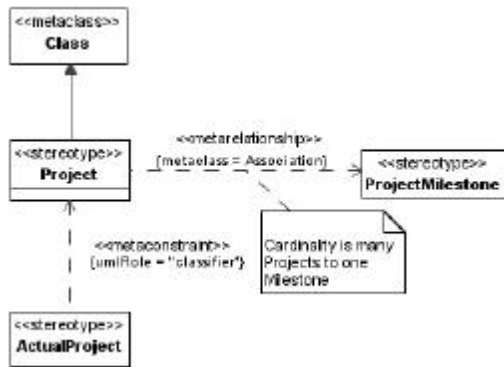 <<metaclass>>
Class
<<stereotype>>
Project
<<metarelationship>>
{metaclass = Association}
<<stereotype>>
ProjectMilestone
<<metaconstraint>>
{umlRole = "classifier"}
Cardinality is many
Projects to one
Milestone
<<stereotype>>
ActualProject